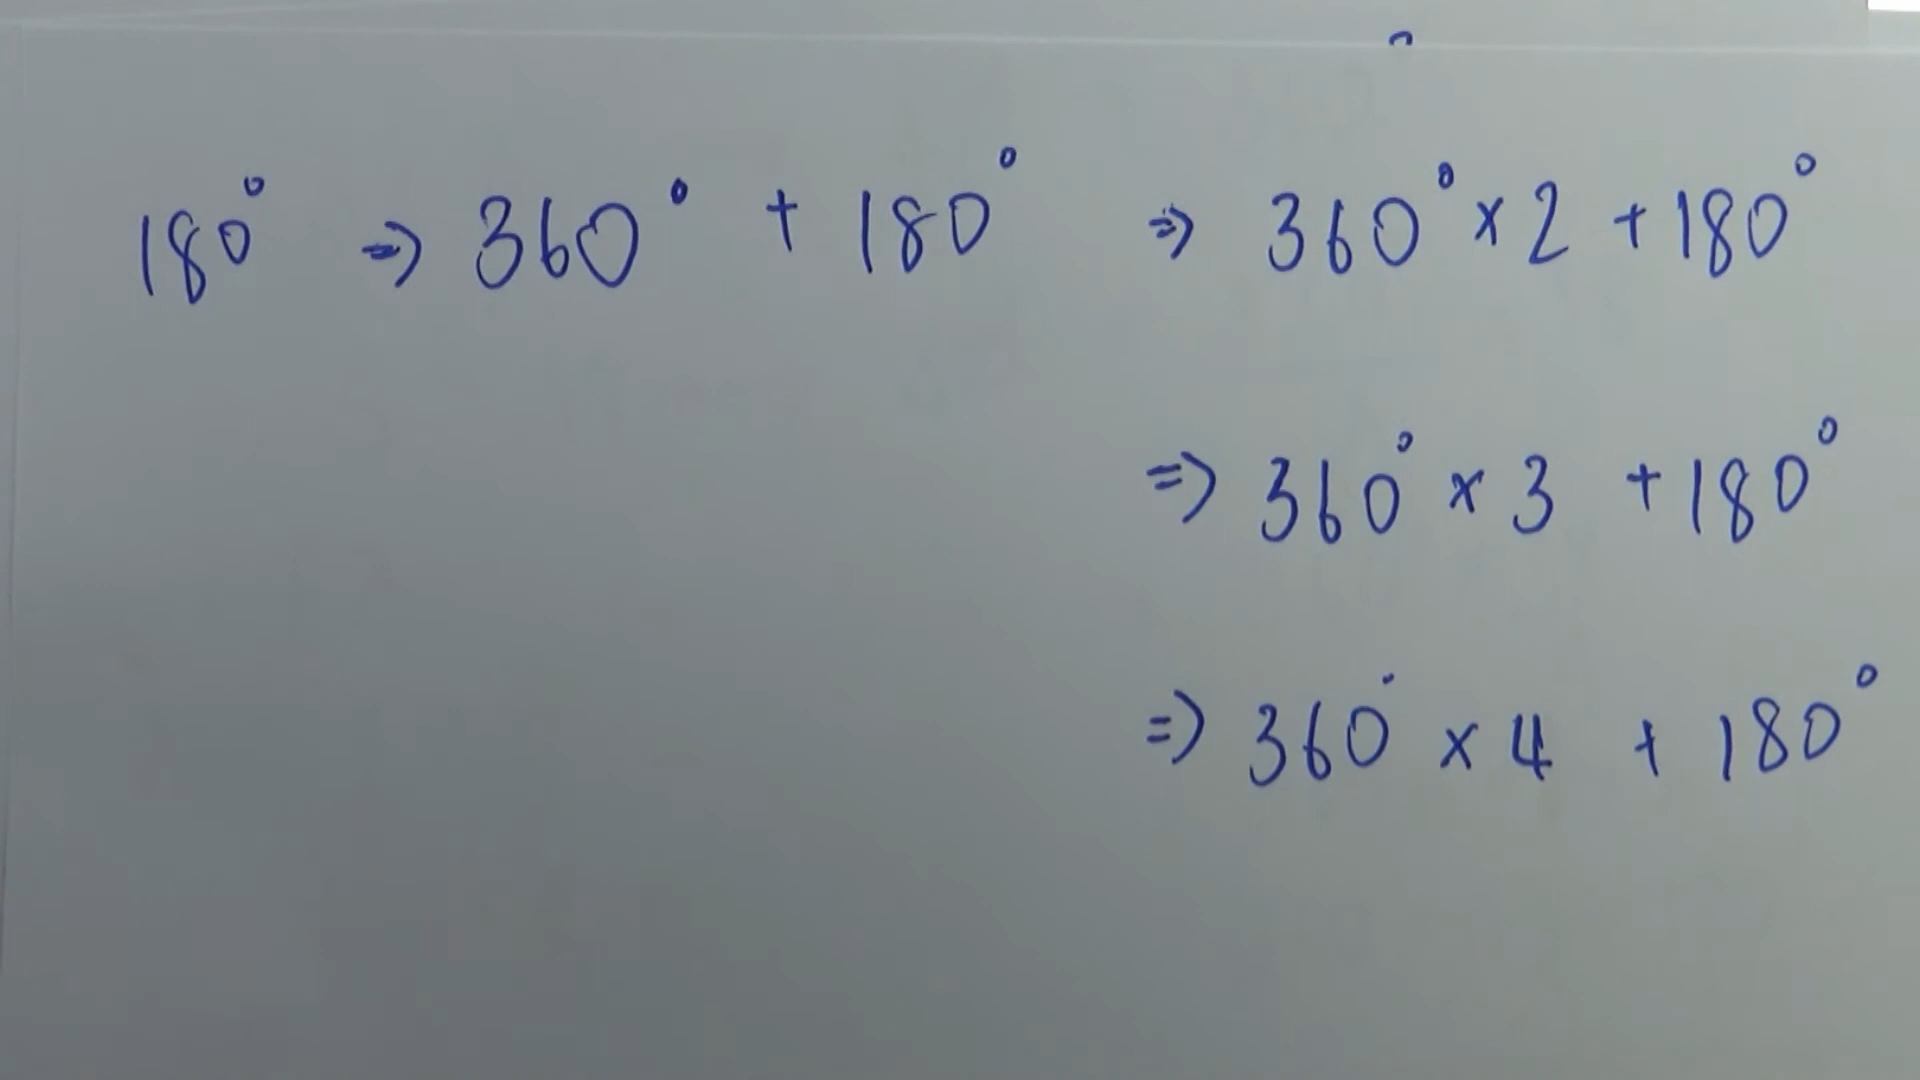 180° ⇒ 360° + 180° ⇒ 360° × 2 + 180°
⇒ 360° × 3 + 180°
⇒ 360° × 4 + 180°